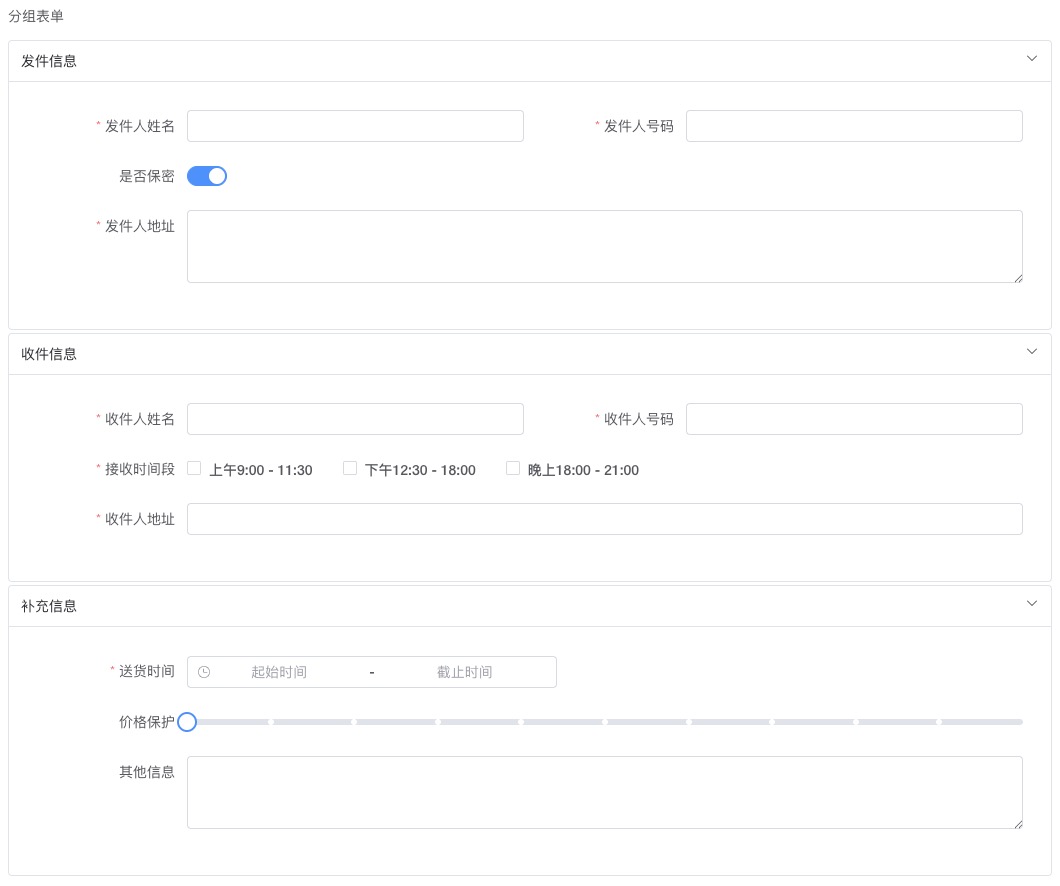 分组表单
发件信息
* 发件人姓名
* 发件人号码
是否保密
* 发件人地址
收件信息
* 收件人姓名
* 收件人号码
* 接收时间段 上午9:00 - 11:30 下午12:30 - 18:00 晚上18:00 - 21:00
* 收件人地址
补充信息
* 送货时间 起始时间 - 截止时间
价格保护
其他信息